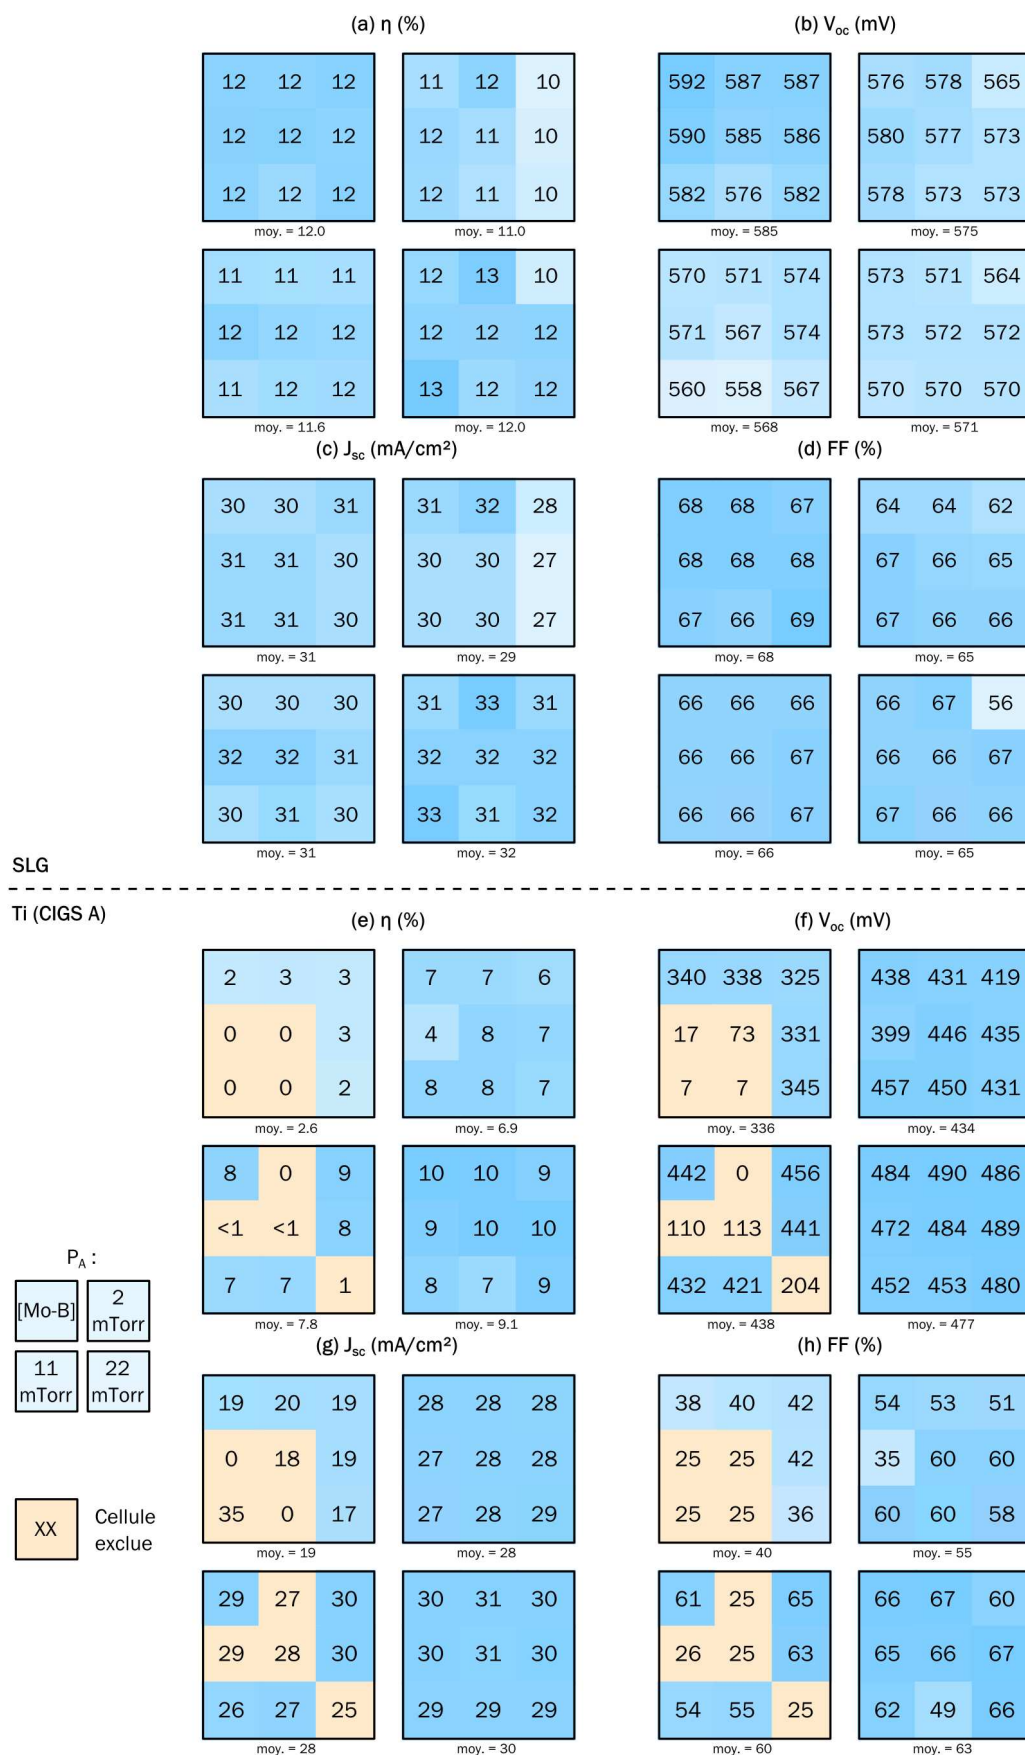 (a) η (%) (b) Voc (mV)
12 12 12 11 12 10 592 587 587 576 578 565
12 12 12 12 11 10 590 585 586 580 577 573
12 12 12 12 11 10 582 576 582 578 573 573
moy. = 12.0 moy. = 11.0 moy. = 585 moy. = 575
11 11 11 12 13 10 570 571 574 573 571 564
12 12 12 12 12 12 571 567 574 573 572 572
11 12 12 13 12 12 560 558 567 570 570 570
moy. = 11.6 moy. = 12.0 moy. = 568 moy. = 571
(c) Jsc (mA/cm²) (d) FF (%)
30 30 31 31 32 28 68 68 67 64 64 62
31 31 30 30 30 27 68 68 68 67 66 65
31 31 30 30 30 27 67 66 69 67 66 66
moy. = 31 moy. = 29 moy. = 68 moy. = 65
30 30 30 31 33 31 66 66 66 66 67 56
32 32 31 32 32 32 66 66 67 66 66 67
30 31 30 33 31 32 66 66 67 67 66 66
moy. = 31 moy. = 32 moy. = 66 moy. = 65
SLG
Ti (CIGS A)
(e) η (%) (f) Voc (mV)
2 3 3 7 7 6 340 338 325 438 431 419
0 0 3 4 8 7 17 73 331 399 446 435
0 0 2 8 8 7 7 7 345 457 450 431
moy. = 2.6 moy. = 6.9 moy. = 336 moy. = 434
8 0 9 10 10 9 442 0 456 484 490 486
<1 <1 8 9 10 10 110 113 441 472 484 489
7 7 1 8 7 9 432 421 204 452 453 480
moy. = 7.8 moy. = 9.1 moy. = 438 moy. = 477
PA :
[Mo-B] 2 mTorr
11 mTorr 22 mTorr
(g) Jsc (mA/cm²) (h) FF (%)
19 20 19 28 28 28 38 40 42 54 53 51
0 18 19 27 28 28 25 25 42 35 60 60
35 0 17 27 28 29 25 25 36 60 60 58
moy. = 19 moy. = 28 moy. = 40 moy. = 55
XX Cellule
exclue
29 27 30 30 31 30 61 25 65 66 67 60
29 28 30 30 31 30 26 25 63 65 66 67
26 27 25 29 29 29 54 55 25 62 49 66
moy. = 28 moy. = 30 moy. = 60 moy. = 63